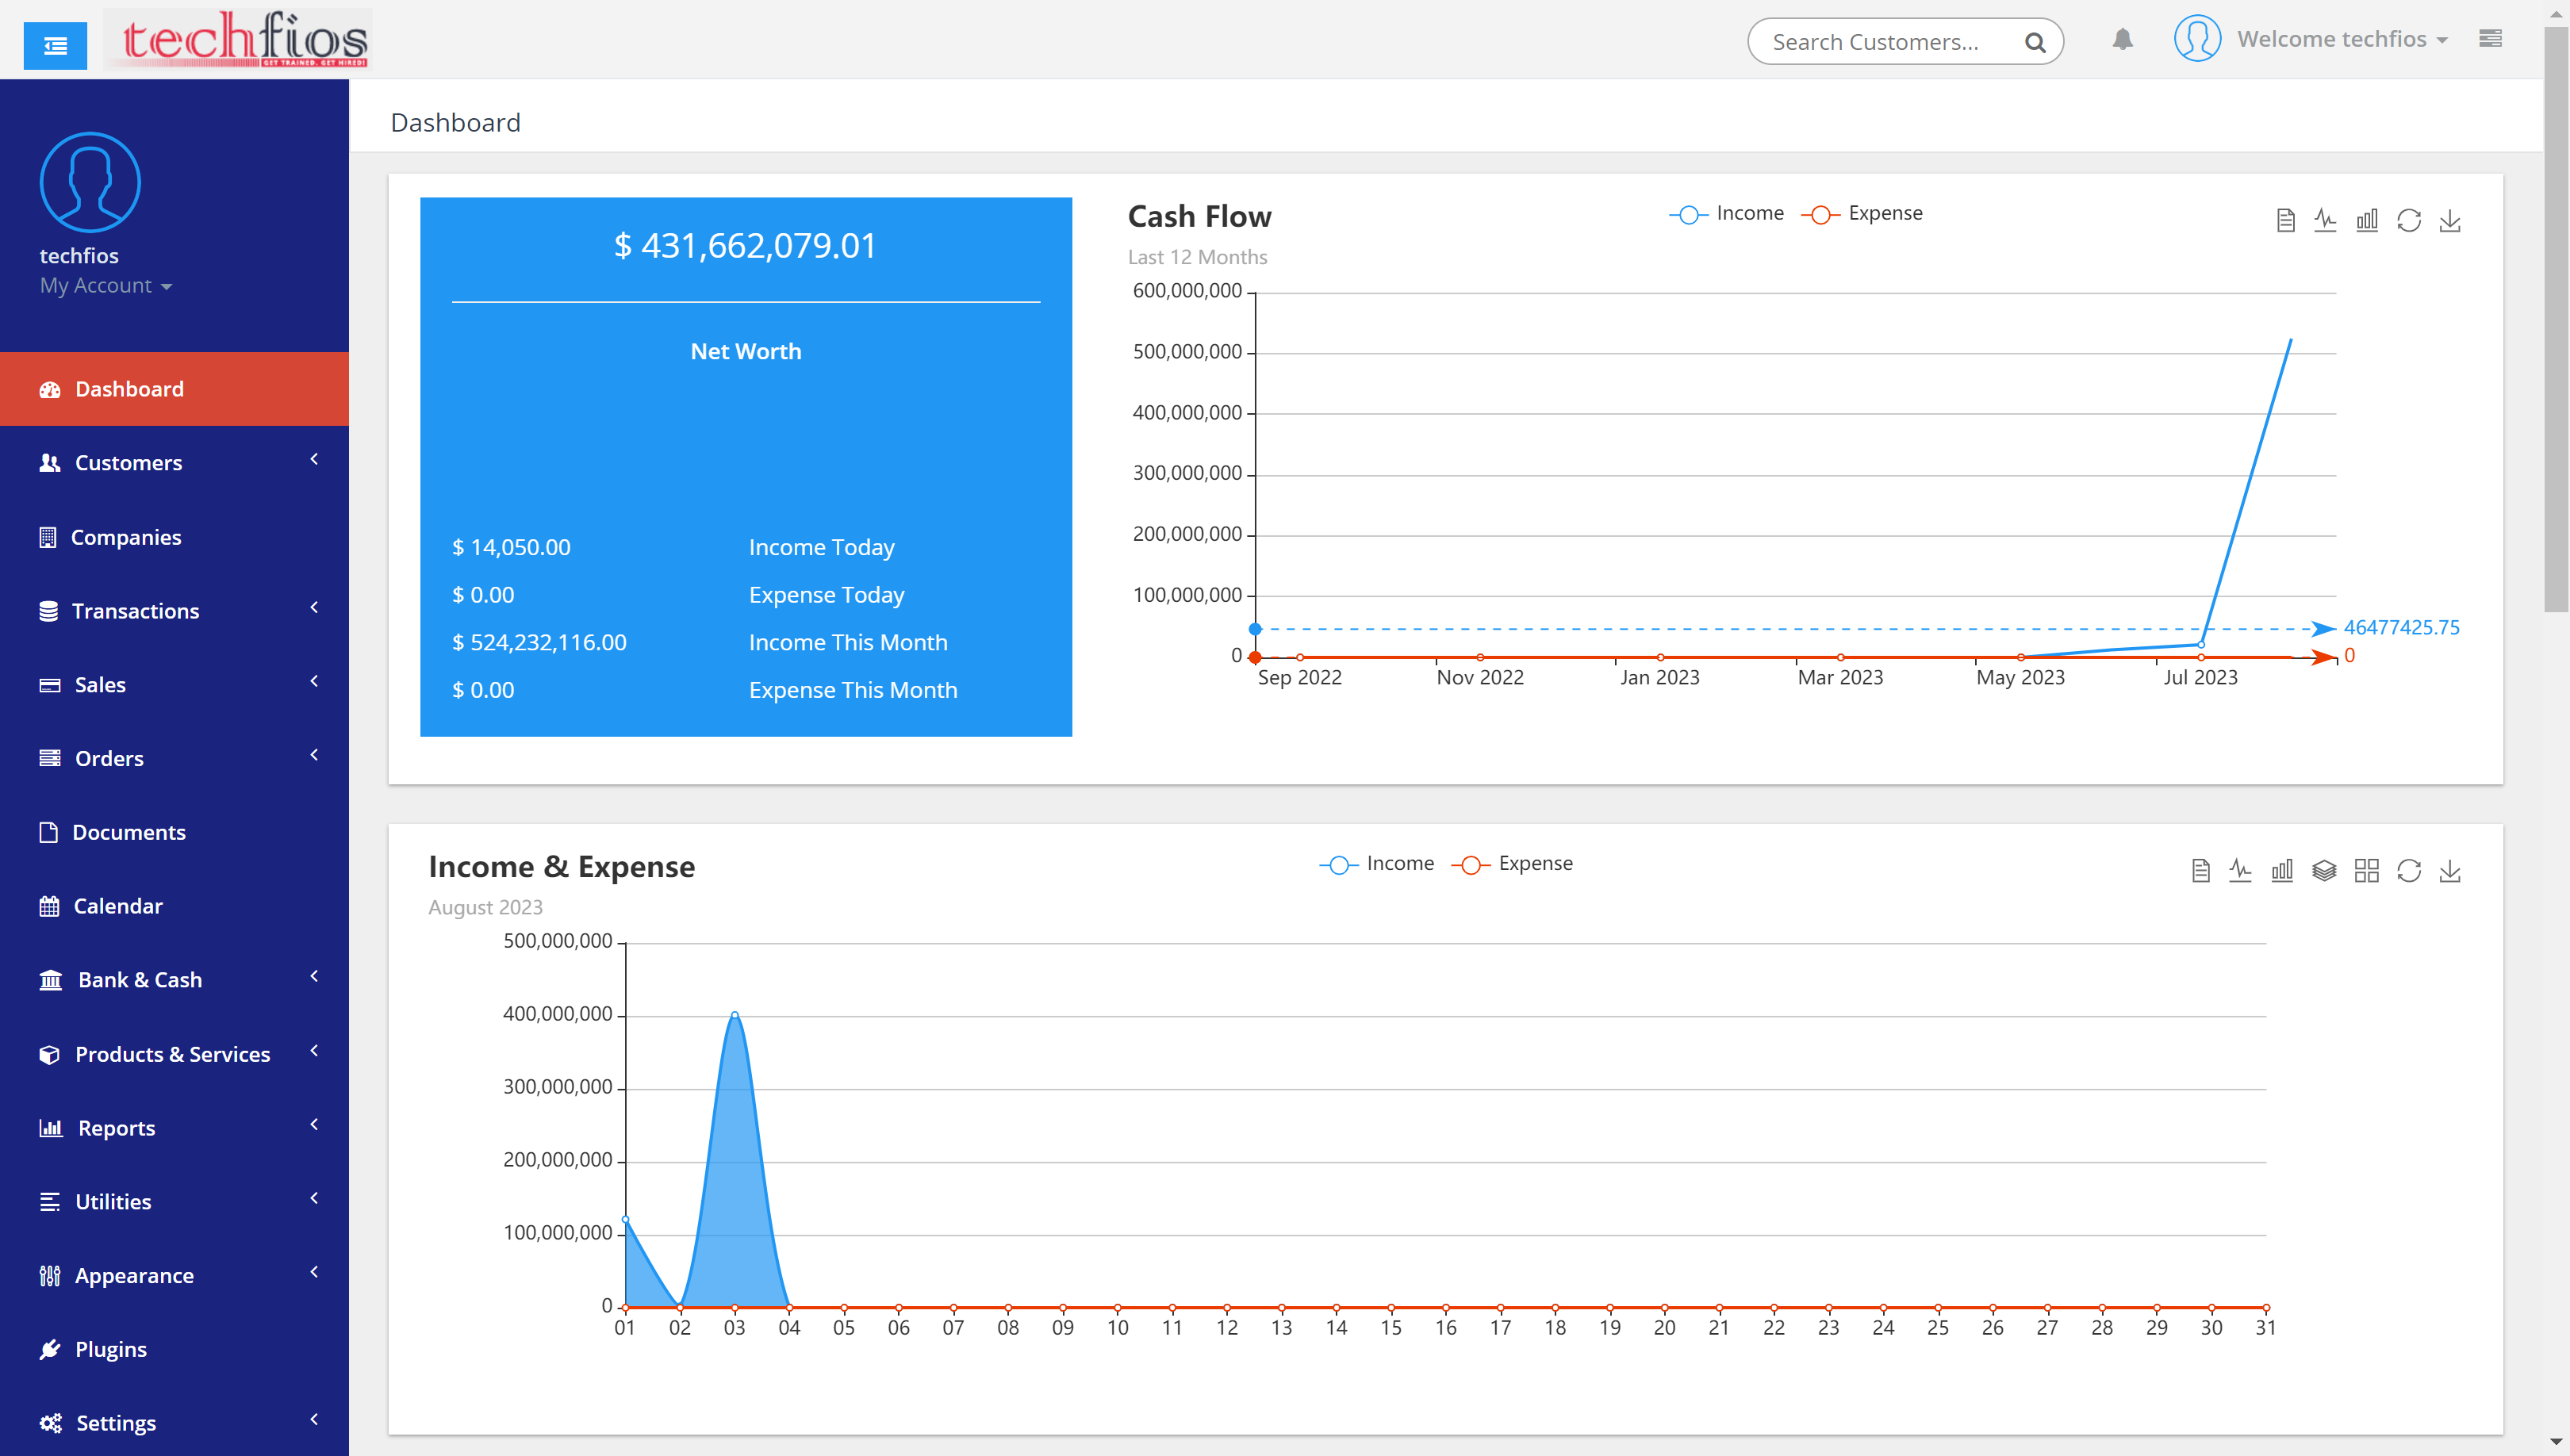 techfios
GET TRAINED. GET HIRED!
Search Customers...
Welcome techfios
techfios
My Account
Dashboard
Customers
Companies
Transactions
Sales
Orders
Documents
Calendar
Bank & Cash
Products & Services
Reports
Utilities
Appearance
Plugins
Settings
Dashboard
$ 431,662,079.01
Net Worth
$ 14,050.00 Income Today
$ 0.00 Expense Today
$ 524,232,116.00 Income This Month
$ 0.00 Expense This Month
Cash Flow
Last 12 Months
Income Expense
600,000,000
500,000,000
400,000,000
300,000,000
200,000,000
100,000,000
0
46477425.75
0
Sep 2022 Nov 2022 Jan 2023 Mar 2023 May 2023 Jul 2023
Income & Expense
August 2023
Income Expense
500,000,000
400,000,000
300,000,000
200,000,000
100,000,000
0
01 02 03 04 05 06 07 08 09 10 11 12 13 14 15 16 17 18 19 20 21 22 23 24 25 26 27 28 29 30 31